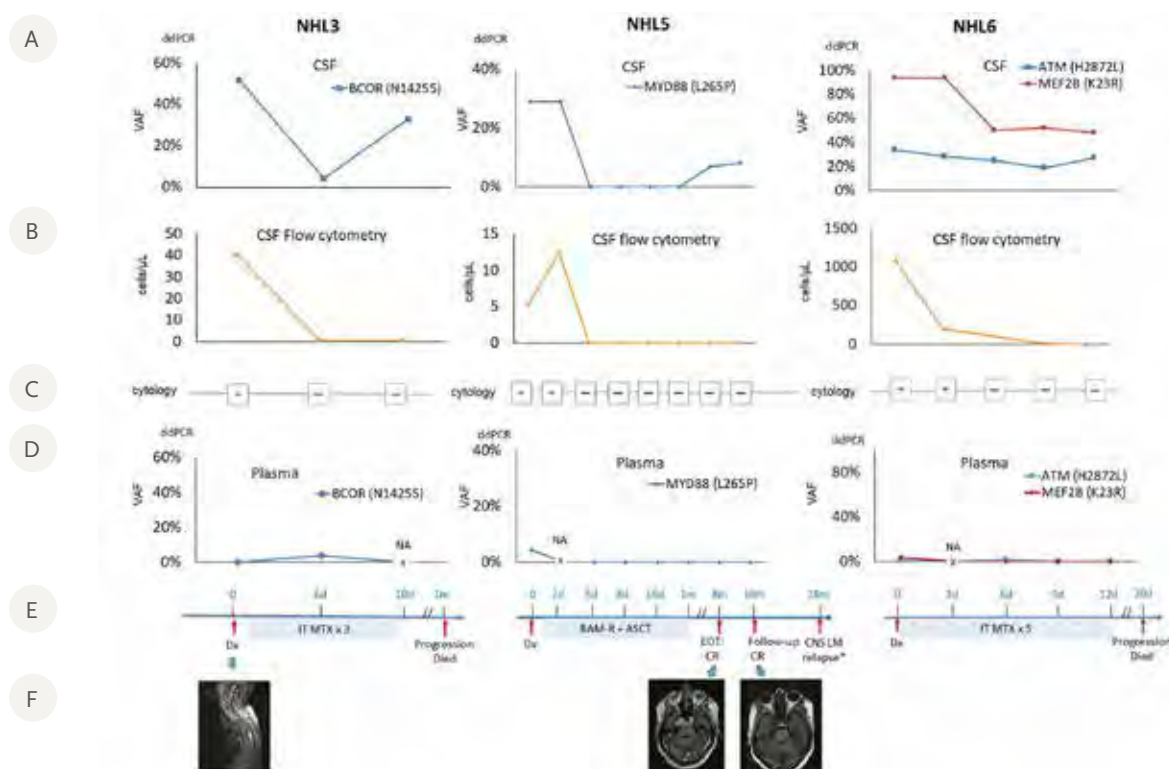 NHL3 NHL5 NHL6
A
ddPCR ddPCR ddPCR
60% 40% 100%
CSF CSF CSF ATM (H2872L)
BCOR (N1425S) MYD88 (L265P) MEF2B (K23R)
80%
40% 60%
VAF VAF VAF
20% 20% 40%
20%
0% 0% 0%
B
CSF Flow cytometry CSF flow cytometry CSF flow cytometry
50 15 1500
40
30 10 1000
cells/µL cells/µL cells/µL
20 5 500
10
0 0 0
C
cytology cytology cytology
D
ddPCR ddPCR ddPCR
60% 40%
Plasma Plasma Plasma
80%
BCOR (N1425S) MYD88 (L265P) ATM (H2872L)
MEF2B (K23R)
40%
VAF VAF VAF
20% 20% 40%
NA NA NA
0% 0% 0%
E
0 6d 10d 0 3d 12d
IT MTX x 3 BAM-R + ASCT IT MTX x 5
Dx Progression Died Dx EOT CR Follow-up CR CNS LM relapse* Dx Progression Died
F